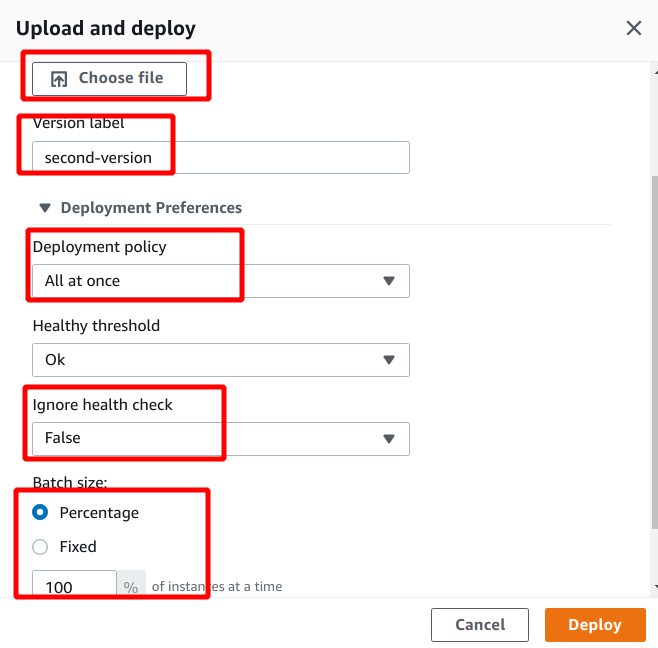 Upload and deploy
Choose file
Version label
second-version
Deployment Preferences
Deployment policy
All at once
Healthy threshold
Ok
Ignore health check
False
Batch size:
Percentage
Fixed
100 % of instances at a time
Cancel Deploy